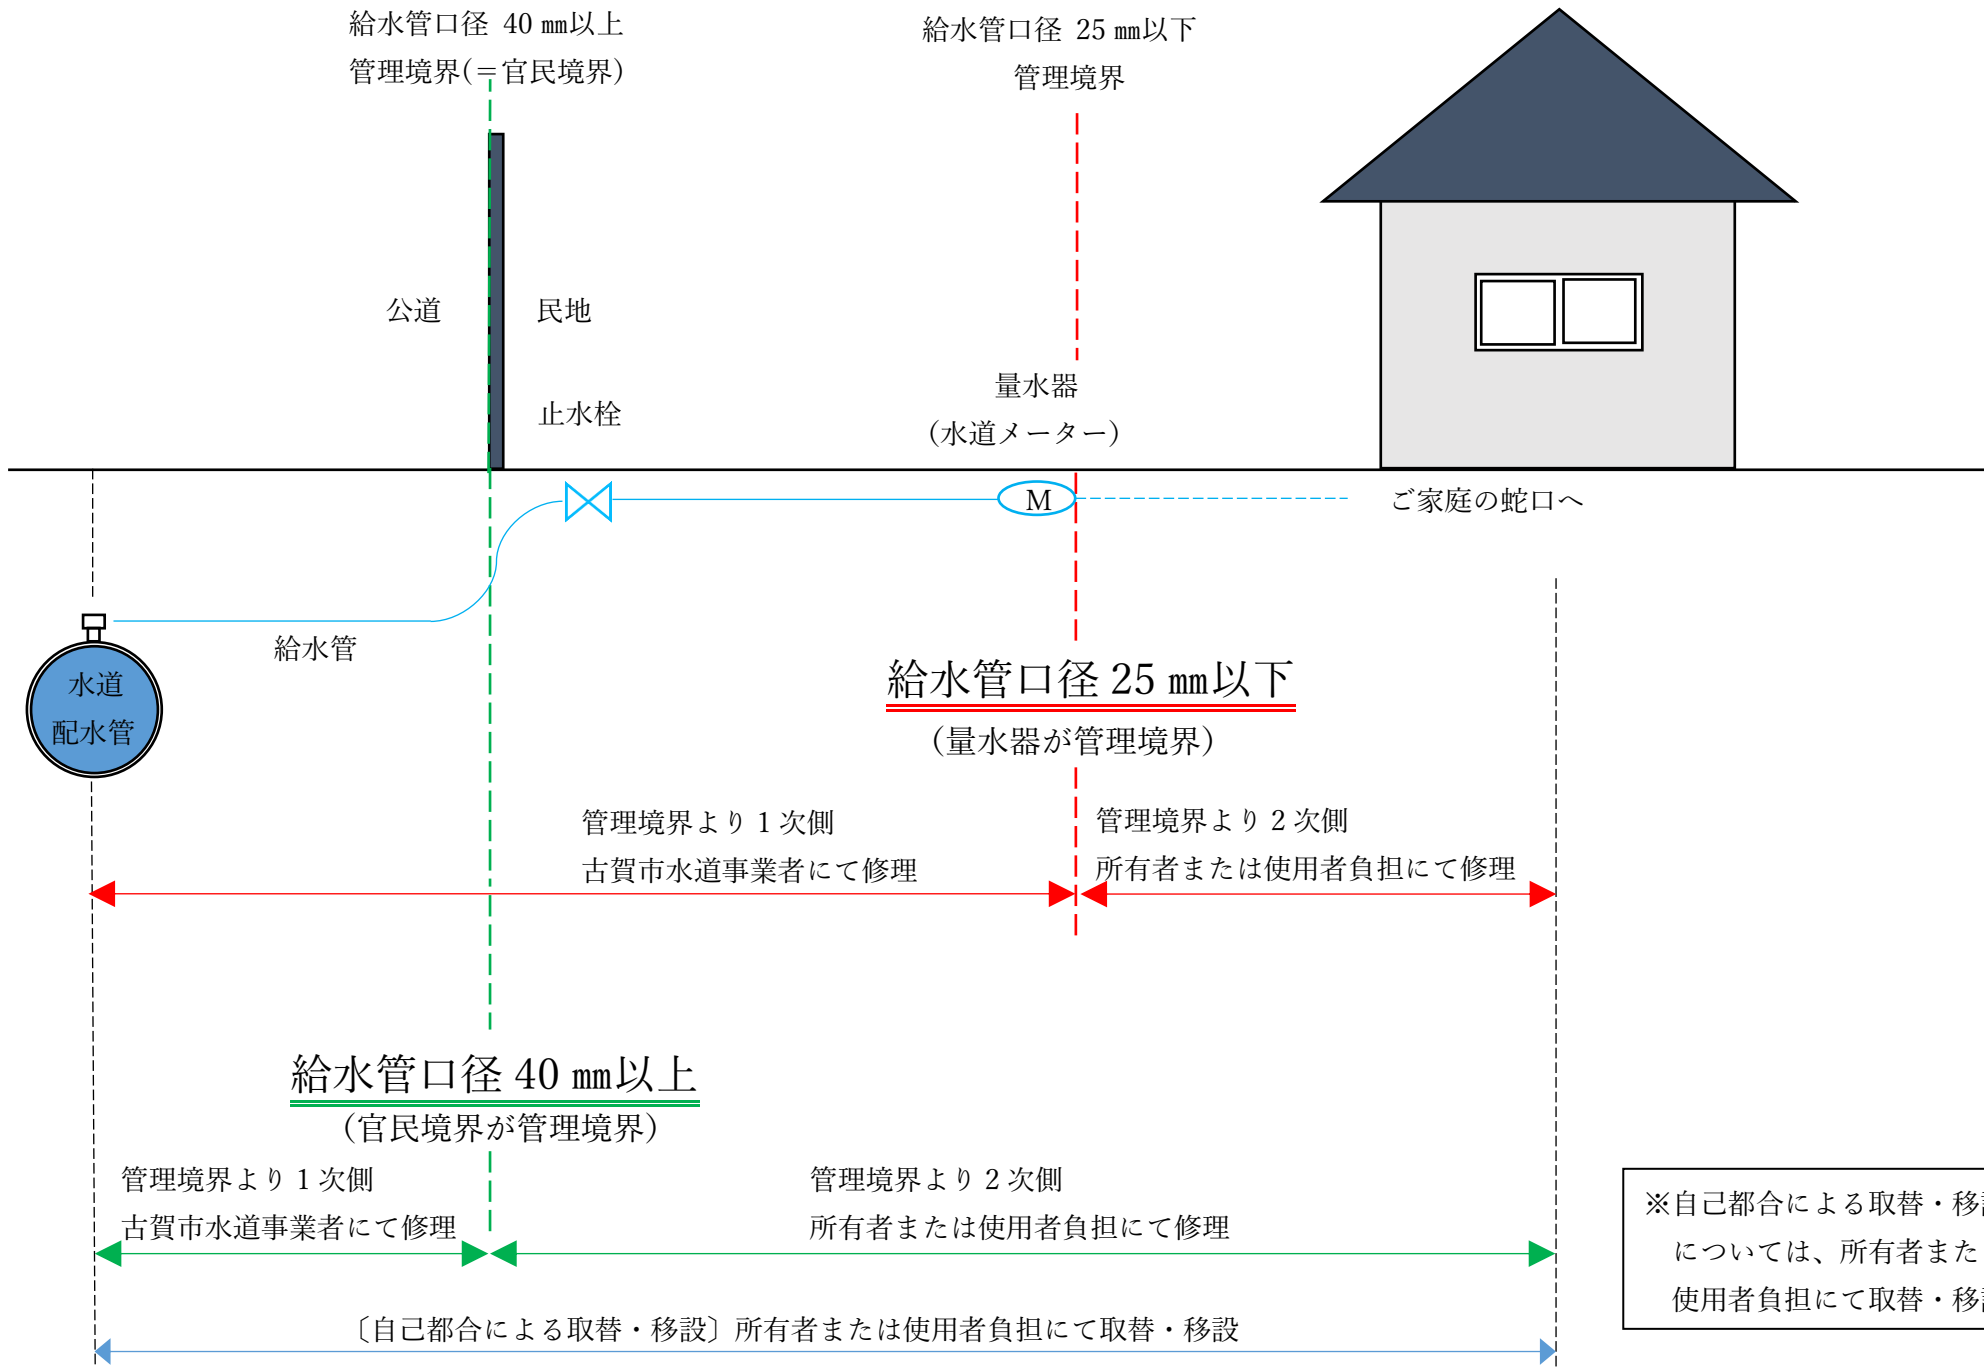 給水管口径 40 ㎜以上
管理境界(＝官民境界)
給水管口径 25 ㎜以下
管理境界
公道
民地
止水栓
量水器
(水道メーター)
M
ご家庭の蛇口へ
給水管
水道
配水管
給水管口径 25 ㎜以下
(量水器が管理境界)
管理境界より 1 次側
古賀市水道事業者にて修理
管理境界より 2 次側
所有者または使用者負担にて修理
給水管口径 40 ㎜以上
(官民境界が管理境界)
管理境界より 1 次側
古賀市水道事業者にて修理
管理境界より 2 次側
所有者または使用者負担にて修理
※自己都合による取替・移設
については、所有者また
使用者負担にて取替・移設
〔自己都合による取替・移設〕所有者または使用者負担にて取替・移設